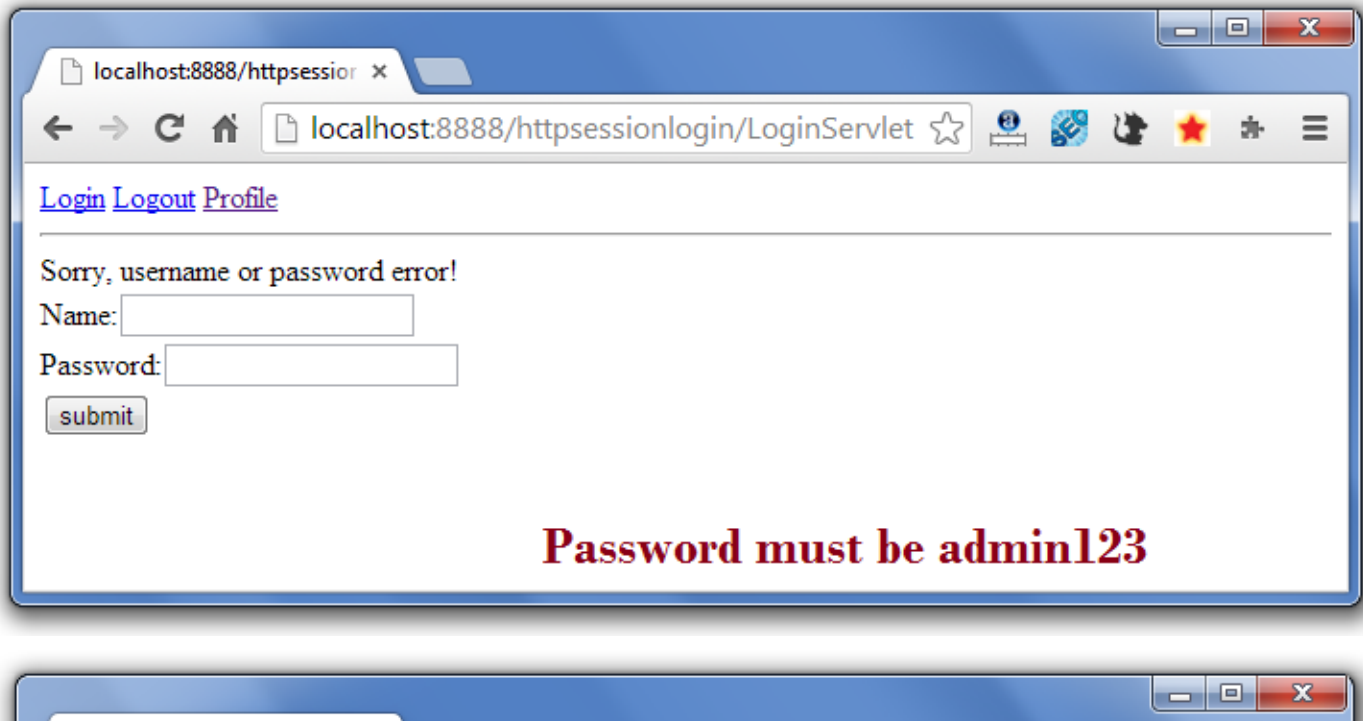 localhost:8888/httpsession
localhost:8888/httpsessionlogin/LoginServlet
Login Logout Profile
Sorry, username or password error!
Name:
Password:
submit
Password must be admin123